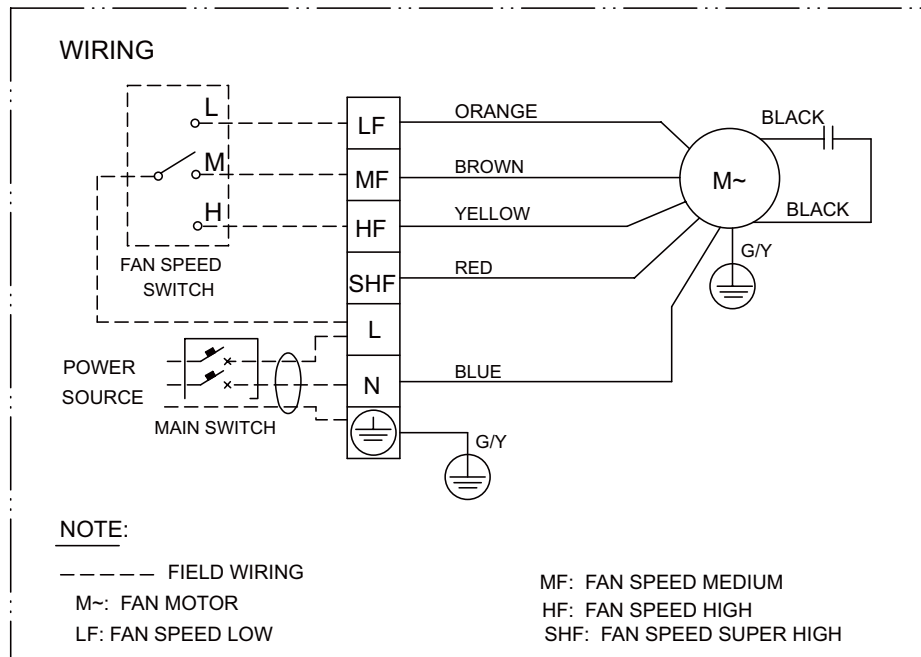 WIRING
L
M
H
FAN SPEED
SWITCH
LF
MF
HF
SHF
L
N
ORANGE
BROWN
YELLOW
RED
BLUE
M~
BLACK
BLACK
G/Y
POWER
SOURCE
MAIN SWITCH
G/Y
NOTE:
FIELD WIRING
M~: FAN MOTOR
LF: FAN SPEED LOW
MF: FAN SPEED MEDIUM
HF: FAN SPEED HIGH
SHF: FAN SPEED SUPER HIGH